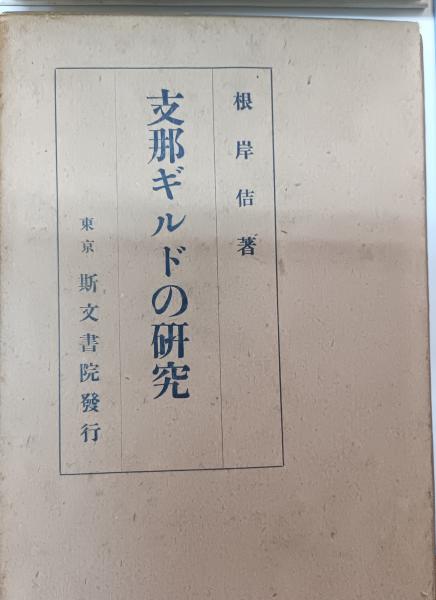 根岸佶著
支那ギルドの研究
東京 斯文書院發行